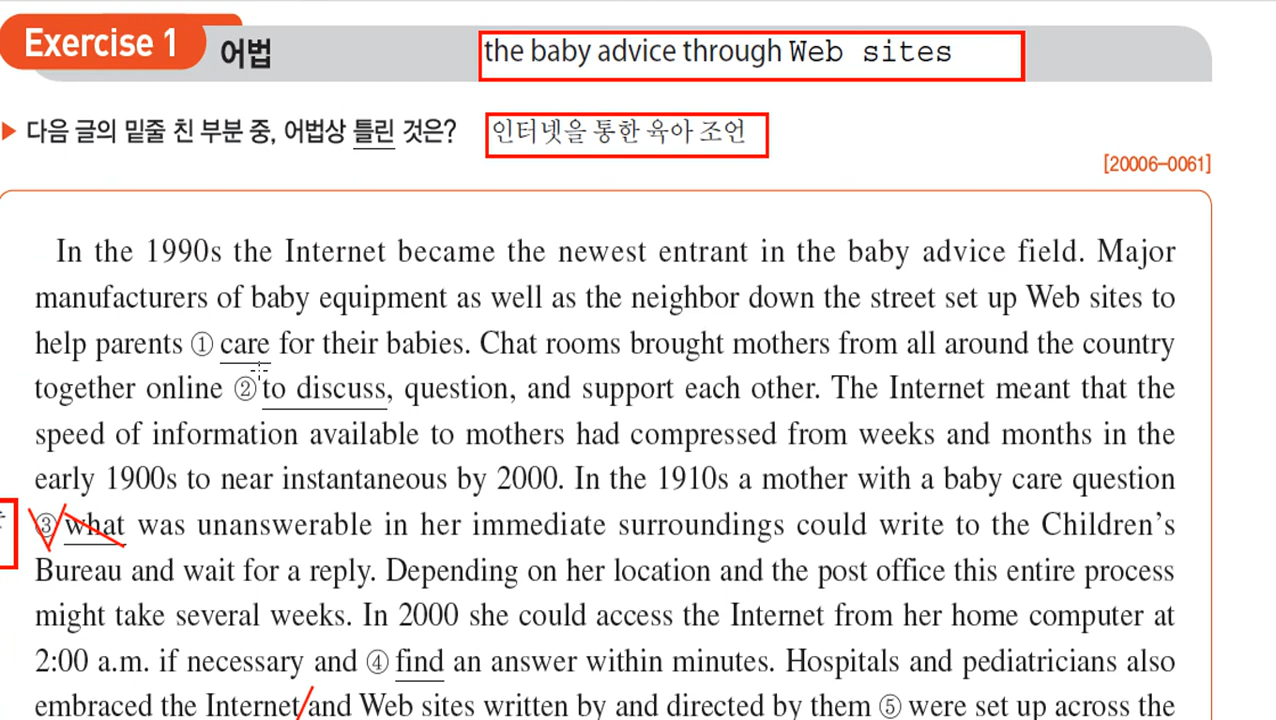 Exercise 1 어법
the baby advice through Web sites
▶ 다음 글의 밑줄 친 부분 중, 어법상 틀린 것은?
인터넷을 통한 육아 조언
[20006-0061]
In the 1990s the Internet became the newest entrant in the baby advice field. Major
manufacturers of baby equipment as well as the neighbor down the street set up Web sites to
help parents ① care for their babies. Chat rooms brought mothers from all around the country
together online ② to discuss, question, and support each other. The Internet meant that the
speed of information available to mothers had compressed from weeks and months in the
early 1900s to near instantaneous by 2000. In the 1910s a mother with a baby care question
③ what was unanswerable in her immediate surroundings could write to the Children's
Bureau and wait for a reply. Depending on her location and the post office this entire process
might take several weeks. In 2000 she could access the Internet from her home computer at
2:00 a.m. if necessary and ④ find an answer within minutes. Hospitals and pediatricians also
embraced the Internet/and Web sites written by and directed by them ⑤ were set up across the